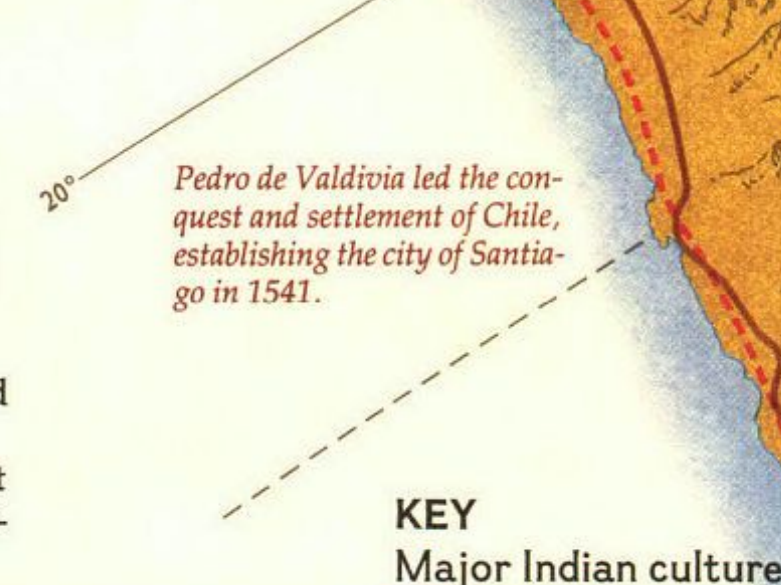 20°
Pedro de Valdivia led the con-
quest and settlement of Chile,
establishing the city of Santia-
go in 1541.
d
t
-
KEY
Major Indian culture